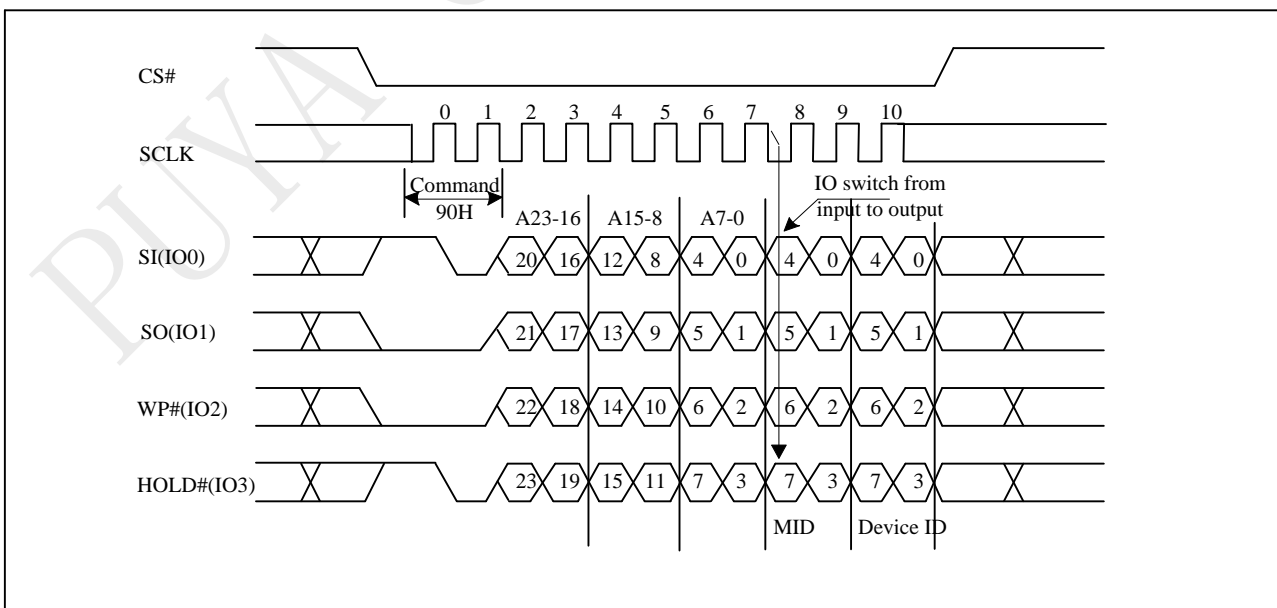 PUYA
CS#
0 1 2 3 4 5 6 7 8 9 10
SCLK
Command
90H
IO switch from
input to output
A23-16 A15-8 A7-0
SI(IO0) 20 16 12 8 4 0 4 0 4 0
SO(IO1) 21 17 13 9 5 1 5 1 5 1
WP#(IO2) 22 18 14 10 6 2 6 2 6 2
HOLD#(IO3) 23 19 15 11 7 3 7 3 7 3
MID Device ID